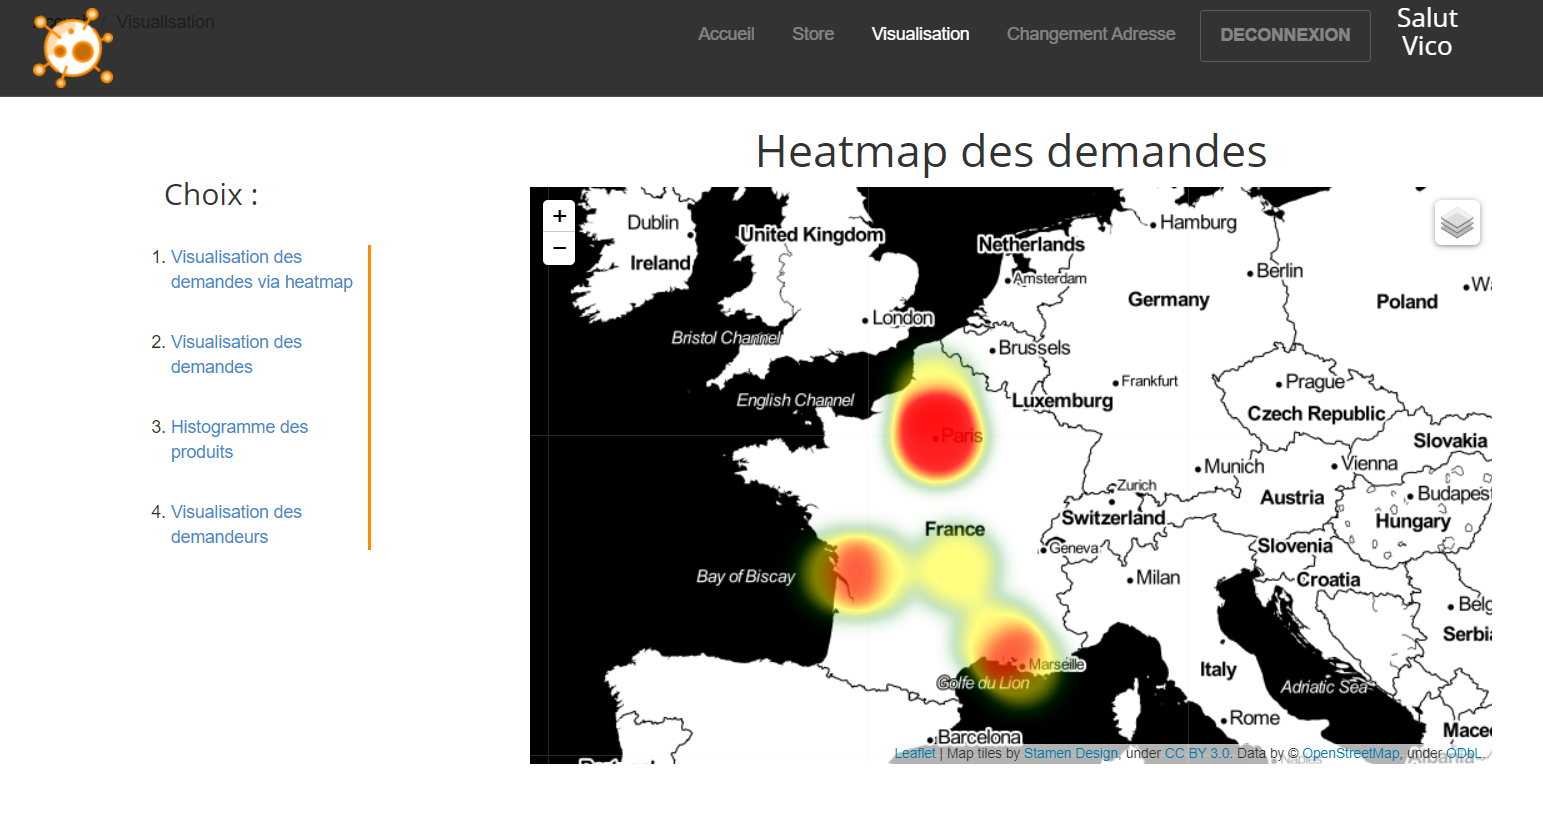 / Visualisation
Accueil
Store
Visualisation
Changement Adresse
DECONNEXION
Salut
Vico
Heatmap des demandes
Choix :
1. Visualisation des
demandes via heatmap
2. Visualisation des
demandes
3. Histogramme des
produits
4. Visualisation des
demandeurs
+
−
Dublin
United Kingdom
Ireland
Hamburg
Netherlands
Amsterdam
Berlin
Germany
Poland
London
Bristol Channel
Brussels
Frankfurt
Prague
English Channel
Luxemburg
Czech Republic
Paris
Slovakia
Munich
Vienna
Zurich
Austria
Budapest
Switzerland
Hungary
France
Geneva
Slovenia
Bay of Biscay
Milan
Croatia
Serbia
Marseille
Italy
Golfe du Lion
Adriatic Sea
Rome
Barcelona
Leaflet | Map tiles by Stamen Design, under CC BY 3.0. Data by © OpenStreetMap, under ODbL.
Naples
Albania